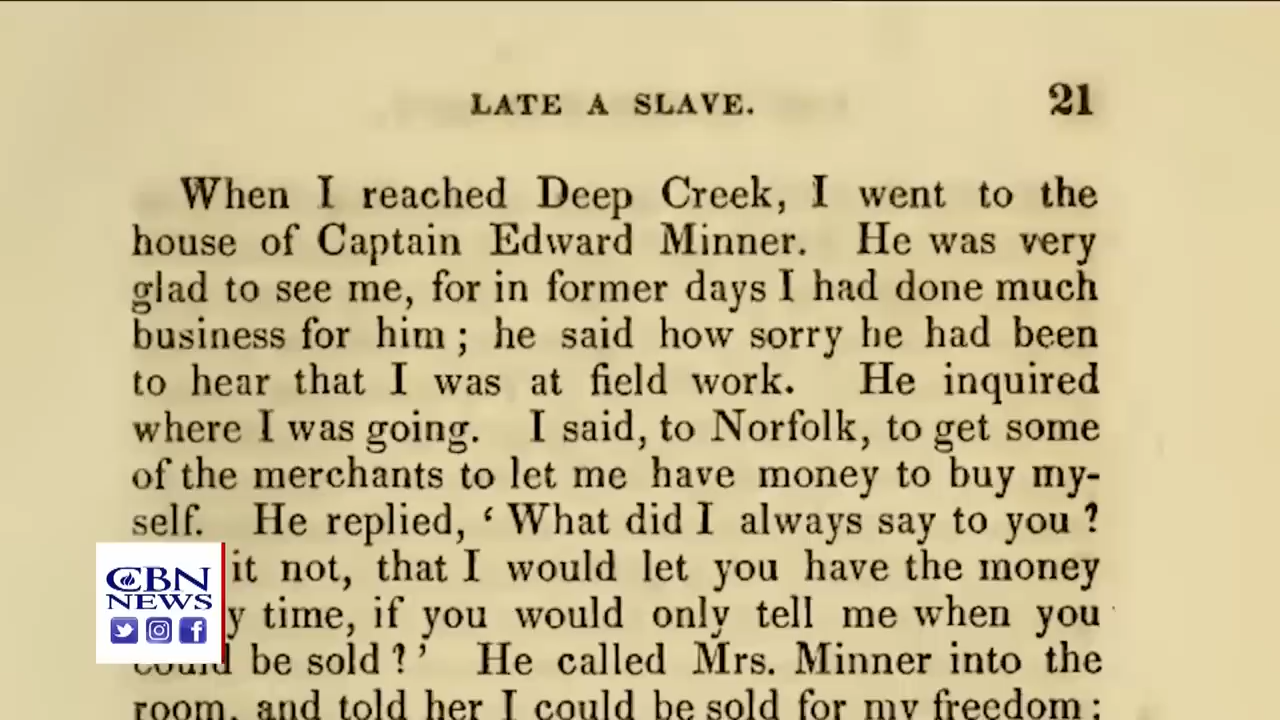 LATE A SLAVE. 21
When I reached Deep Creek, I went to the
house of Captain Edward Minner. He was very
glad to see me, for in former days I had done much
business for him ; he said how sorry he had been
to hear that I was at field work. He inquired
where I was going. I said, to Norfolk, to get some
of the merchants to let me have money to buy my-
self. He replied, ‘ What did I always say to you ?
it not, that I would let you have the money
y time, if you would only tell me when you
could be sold ? ’ He called Mrs. Minner into the
room, and told her I could be sold for my freedom ;
CBN
NEWS